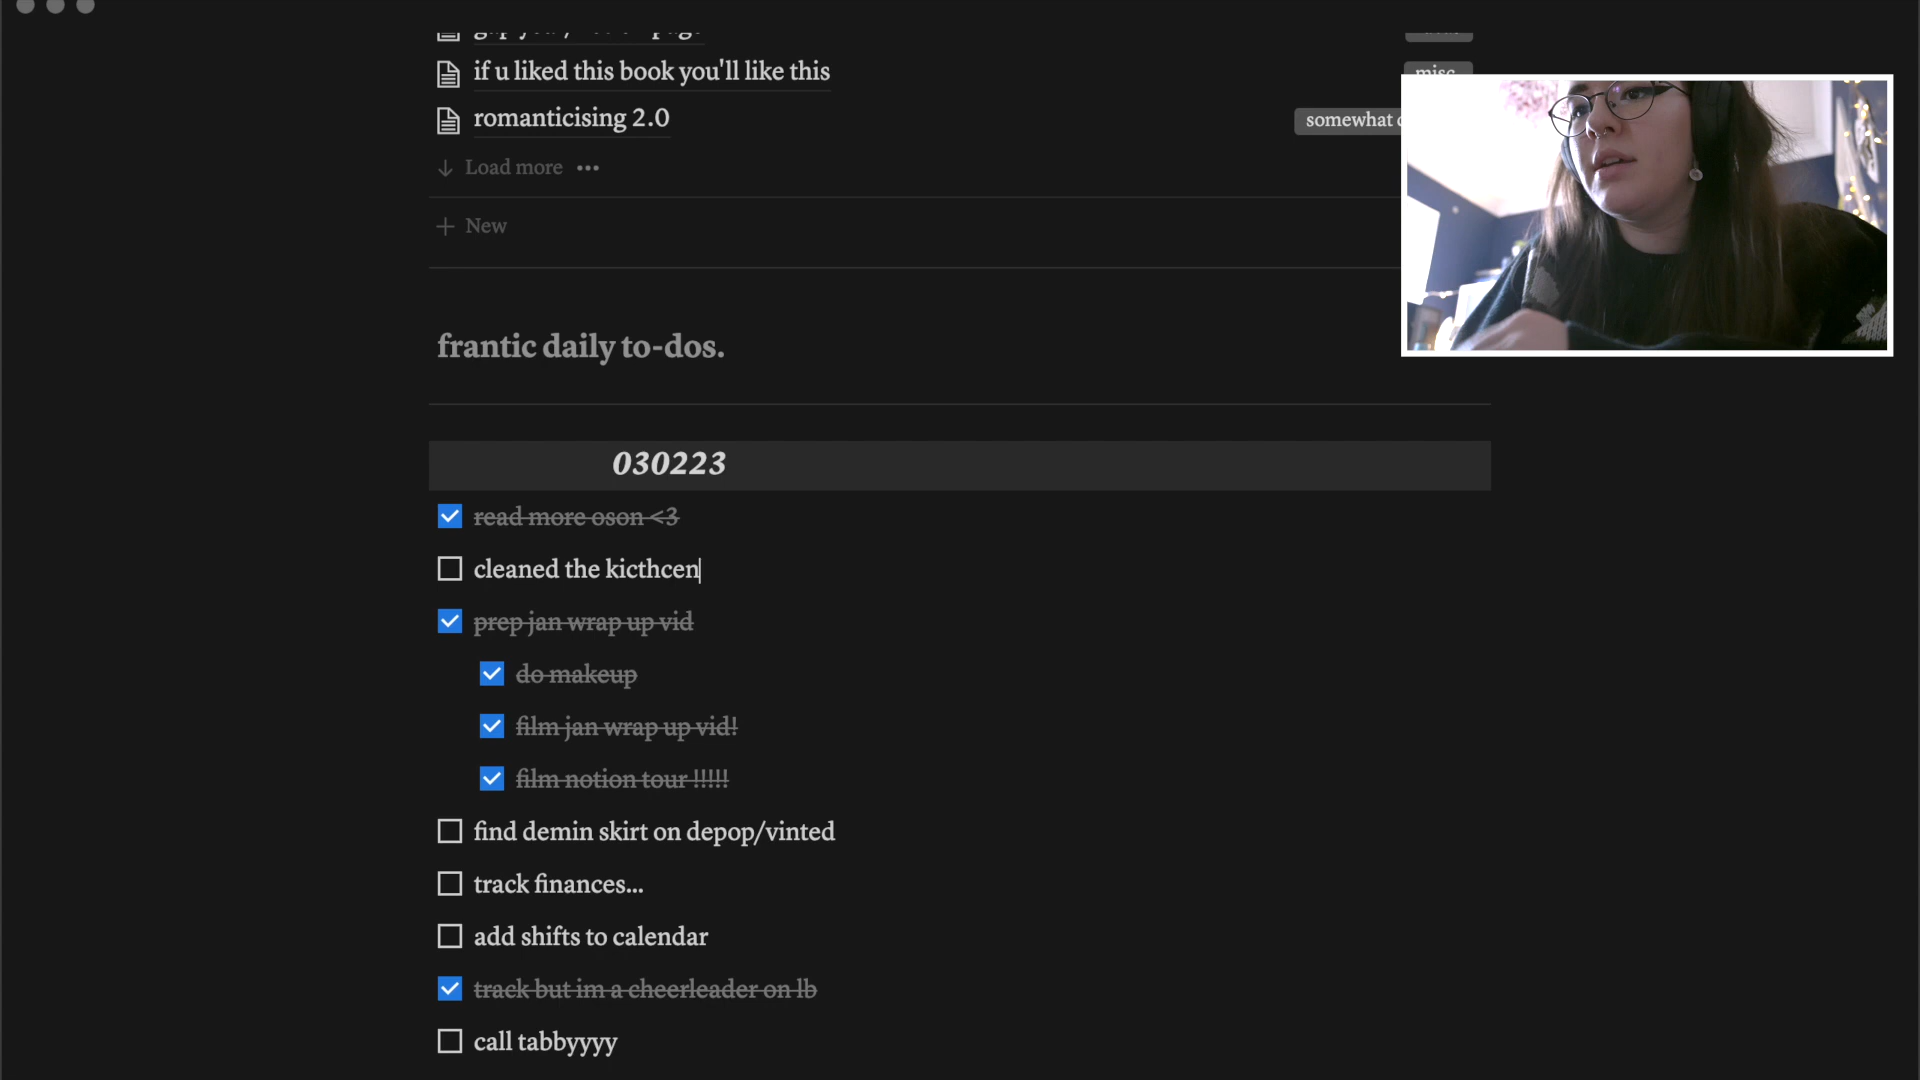 if u liked this book you'll like this
misc
romanticising 2.0
somewhat
Load more •••
New
frantic daily to-dos.
030223
read more oson <3
cleaned the kicthcen
prep jan wrap up vid
do makeup
film jan wrap up vid!
film notion tour !!!!!
find demin skirt on depop/vinted
track finances...
add shifts to calendar
track but im a cheerleader on lb
call tabbyyyy